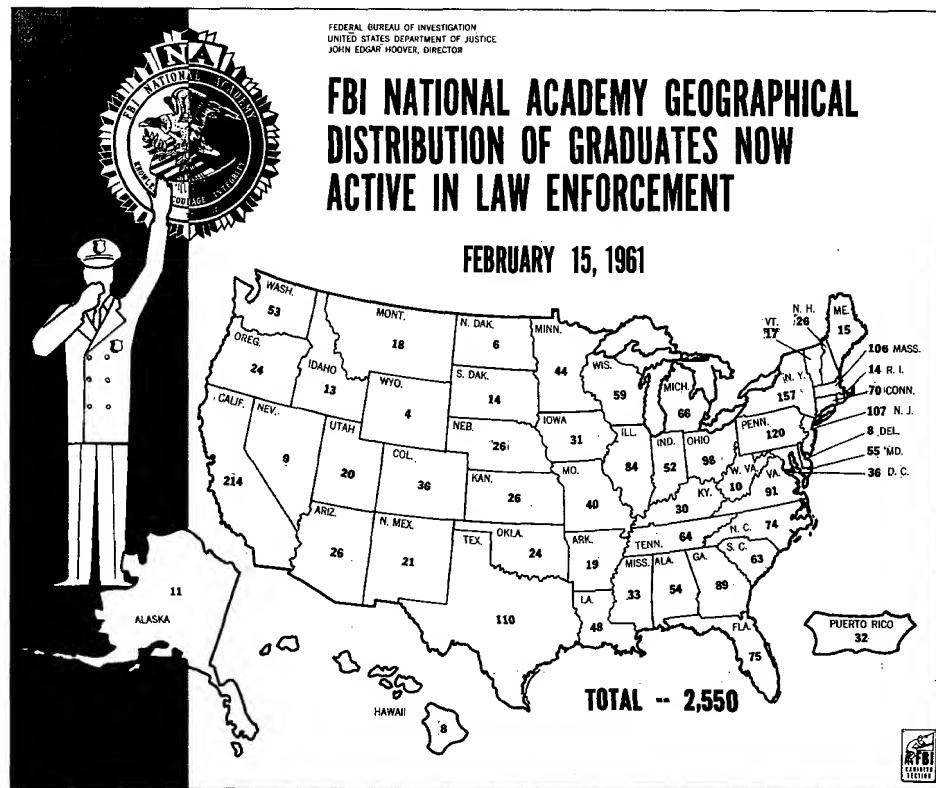 FEDERAL BUREAU OF INVESTIGATION
UNITED STATES DEPARTMENT OF JUSTICE
JOHN EDGAR HOOVER, DIRECTOR
NA
FBI NATIONAL ACADEMY
COURAGE INTEGRITY
FBI NATIONAL ACADEMY GEOGRAPHICAL
DISTRIBUTION OF GRADUATES NOW
ACTIVE IN LAW ENFORCEMENT
FEBRUARY 15, 1961
WASH.
53
OREG.
24
CALIF.
214
NEV.
9
IDAHO
13
MONT.
18
WYO.
4
UTAH
20
COL.
36
ARIZ.
26
N. MEX.
21
N. DAK.
6
S. DAK.
14
NEB.
26
KAN.
26
OKLA.
24
TEX.
110
MINN.
44
IOWA
31
MO.
40
ARK.
19
LA.
48
WIS.
59
ILL.
84
MICH.
66
IND.
52
OHIO
98
KY.
30
TENN.
64
MISS.
33
ALA.
54
GA.
89
FLA.
75
S. C.
63
N. C.
74
VA.
91
W. VA.
10
PENN.
120
N. Y.
157
VT.
17
N. H.
26
ME.
15
106 MASS.
14 R. I.
70 CONN.
107 N. J.
8 DEL.
55 MD.
36 D. C.
11
ALASKA
HAWAII
8
PUERTO RICO
32
TOTAL -- 2,550
FBI
EXHIBITS
SECTION